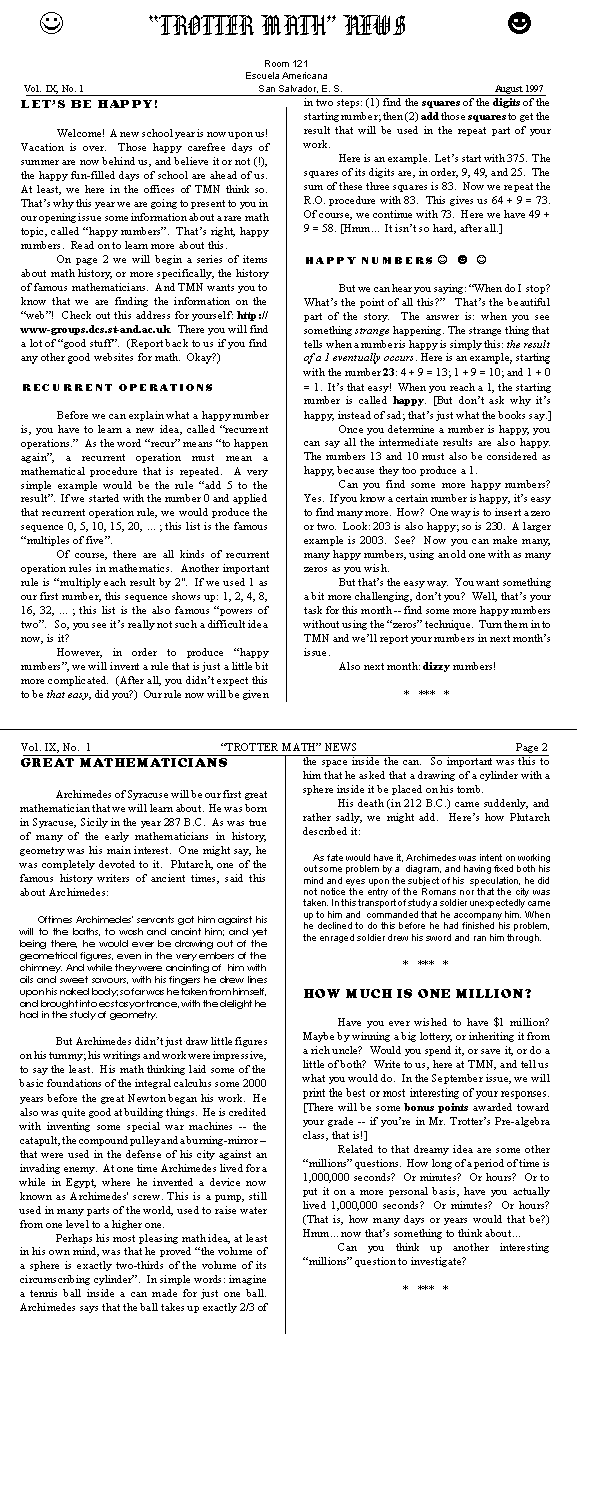 “TROTTER MATH” NEWS
Room 121
Escuela Americana
Vol. IX, No. 1 San Salvador, E. S. August 1997
LET'S BE HAPPY!
Welcome! A new school year is now upon us!
Vacation is over. Those happy carefree days of
summer are now behind us, and believe it or not (!),
the happy fun-filled days of school are ahead of us.
At least, we here in the offices of TMN think so.
That's why this year we are going to present to you in
our opening issue some information about a rare math
topic, called “happy numbers”. That's right, happy
numbers. Read on to learn more about this.
On page 2 we will begin a series of items
about math history, or more specifically, the history
of famous mathematicians. And TMN wants you to
know that we are finding the information on the
“web”! Check out this address for yourself: http://
www-groups.dcs.st-and.ac.uk. There you will find
a lot of “good stuff”. (Report back to us if you find
any other good websites for math. Okay?)
RECURRENT OPERATIONS
Before we can explain what a happy number
is, you have to learn a new idea, called “recurrent
operations.” As the word “recur” means “to happen
again”, a recurrent operation must mean a
mathematical procedure that is repeated. A very
simple example would be the rule “add 5 to the
result”. If we started with the number 0 and applied
that recurrent operation rule, we would produce the
sequence 0, 5, 10, 15, 20, ... ; this list is the famous
“multiples of five”.
Of course, there are all kinds of recurrent
operation rules in mathematics. Another important
rule is “multiply each result by 2”. If we used 1 as
our first number, this sequence shows up: 1, 2, 4, 8,
16, 32, ... ; this list is the also famous “powers of
two”. So, you see it's really not such a difficult idea
now, is it?
However, in order to produce “happy
numbers”, we will invent a rule that is just a little bit
more complicated. (After all, you didn't expect this
to be that easy, did you?) Our rule now will be given
in two steps: (1) find the squares of the digits of the
starting number; then (2) add those squares to get the
result that will be used in the repeat part of your
work.
Here is an example. Let's start with 375. The
squares of its digits are, in order, 9, 49, and 25. The
sum of these three squares is 83. Now we repeat the
R.O. procedure with 83. This gives us 64 + 9 = 73.
Of course, we continue with 73. Here we have 49 +
9 = 58. [Hmm... It isn't so hard, after all.]
HAPPY NUMBERS ☺ ☻ ☺
But we can hear you saying: “When do I stop?
What's the point of all this?” That's the beautiful
part of the story. The answer is: when you see
something strange happening. The strange thing that
tells when a number is happy is simply this: the result
of a 1 eventually occurs. Here is an example, starting
with the number 23: 4 + 9 = 13; 1 + 9 = 10; and 1 + 0
= 1. It's that easy! When you reach a 1, the starting
number is called happy. [But don't ask why it's
happy, instead of sad; that's just what the books say.]
Once you determine a number is happy, you
can say all the intermediate results are also happy.
The numbers 13 and 10 must also be considered as
happy, because they too produce a 1.
Can you find some more happy numbers?
Yes. If you know a certain number is happy, it's easy
to find many more. How? One way is to insert a zero
or two. Look: 203 is also happy; so is 230. A larger
example is 2003. See? Now you can make many,
many happy numbers, using an old one with as many
zeros as you wish.
But that's the easy way. You want something
a bit more challenging, don't you? Well, that's your
task for this month -- find some more happy numbers
without using the “zeros” technique. Turn them in to
TMN and we'll report your numbers in next month's
issue.
Also next month: dizzy numbers!
* *** *
Vol. IX, No. 1 “TROTTER MATH” NEWS Page 2
GREAT MATHEMATICIANS
Archimedes of Syracuse will be our first great
mathematician that we will learn about. He was born
in Syracuse, Sicily in the year 287 B.C. As was true
of many of the early mathematicians in history,
geometry was his main interest. One might say, he
was completely devoted to it. Plutarch, one of the
famous history writers of ancient times, said this
about Archimedes:
Oftimes Archimedes' servants got him against his
will to the baths, to wash and anoint him; and yet
being there, he would ever be drawing out of the
geometrical figures, even in the very embers of the
chimney. And while they were anointing of him with
oils and sweet savours, with his fingers he drew lines
upon his naked body; so far was he taken from himself,
and brought into ecstasy or trance, with the delight he
had in the study of geometry.
But Archimedes didn't just draw little figures
on his tummy; his writings and work were impressive,
to say the least. His math thinking laid some of the
basic foundations of the integral calculus some 2000
years before the great Newton began his work. He
also was quite good at building things. He is credited
with inventing some special war machines -- the
catapult, the compound pulley and a burning-mirror --
that were used in the defense of his city against an
invading enemy. At one time Archimedes lived for a
while in Egypt, where he invented a device now
known as Archimedes' screw. This is a pump, still
used in many parts of the world, used to raise water
from one level to a higher one.
Perhaps his most pleasing math idea, at least
in his own mind, was that he proved “the volume of
a sphere is exactly two-thirds of the volume of its
circumscribing cylinder”. In simple words: imagine
a tennis ball inside a can made for just one ball.
Archimedes says that the ball takes up exactly 2/3 of
the space inside the can. So important was this to
him that he asked that a drawing of a cylinder with a
sphere inside it be placed on his tomb.
His death (in 212 B.C.) came suddenly, and
rather sadly, we might add. Here's how Plutarch
described it:
As fate would have it, Archimedes was intent on working
out some problem by a diagram, and having fixed both his
mind and eyes upon the subject of his speculation, he did
not notice the entry of the Romans nor that the city was
taken. In this transport of study a soldier unexpectedly came
up to him and commanded that he accompany him. When
he declined to do this before he had finished his problem,
the enraged soldier drew his sword and ran him through.
* *** *
HOW MUCH IS ONE MILLION?
Have you ever wished to have $1 million?
Maybe by winning a big lottery, or inheriting it from
a rich uncle? Would you spend it, or save it, or do a
little of both? Write to us, here at TMN, and tell us
what you would do. In the September issue, we will
print the best or most interesting of your responses.
[There will be some bonus points awarded toward
your grade -- if you're in Mr. Trotter's Pre-algebra
class, that is!]
Related to that dreamy idea are some other
“millions” questions. How long of a period of time is
1,000,000 seconds? Or minutes? Or hours? Or to
put it on a more personal basis, have you actually
lived 1,000,000 seconds? Or minutes? Or hours?
(That is, how many days or years would that be?)
Hmm... now that's something to think about...
Can you think up another interesting
“millions” question to investigate?
* *** *